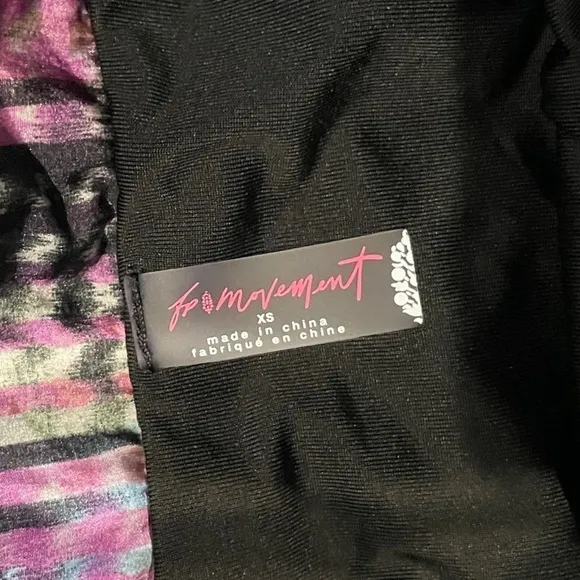 fp movement
XS
made in china
fabriqué en chine